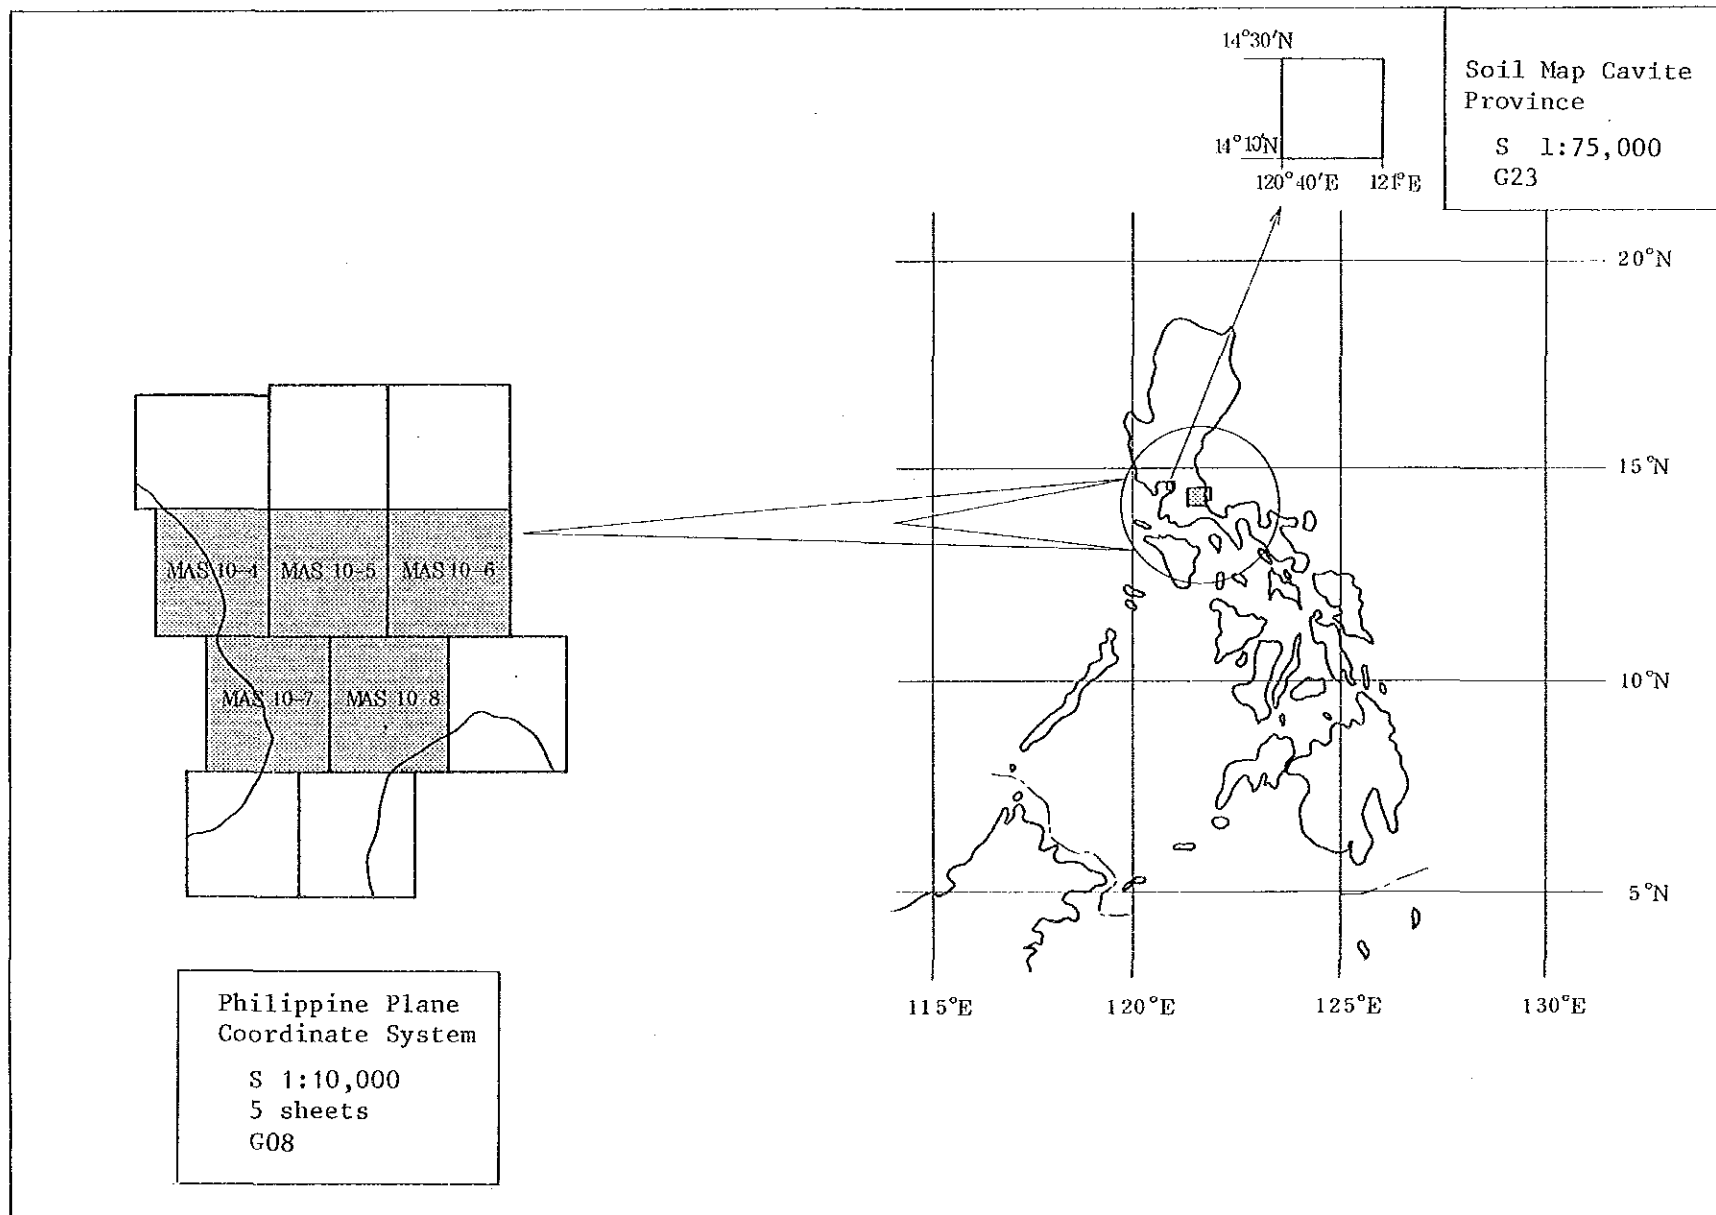 14°30′N
14°10′N
120°40′E 121°E
Soil Map Cavite
Province
S 1:75,000
G23
20°N
15°N
10°N
5°N
115°E 120°E 125°E 130°E
MAS 10-4 MAS 10-5 MAS 10-6
MAS 10-7 MAS 10 8
Philippine Plane
Coordinate System
S 1:10,000
5 sheets
G08